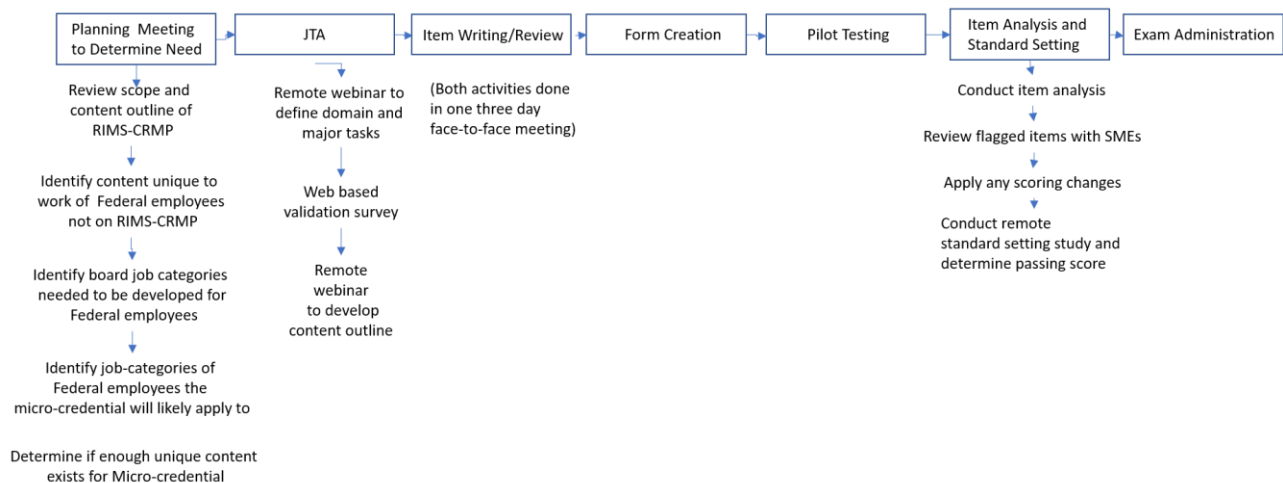 Planning Meeting
to Determine Need
JTA
Item Writing/Review
Form Creation
Pilot Testing
Item Analysis and
Standard Setting
Exam Administration
Review scope and
content outline of
RIMS-CRMP
Identify content unique to
work of Federal employees
not on RIMS-CRMP
Identify board job categories
needed to be developed for
Federal employees
Identify job-categories of
Federal employees the
micro-credential will likely apply to
Determine if enough unique content
exists for Micro-credential
Remote webinar to
define domain and
major tasks
Web based
validation survey
Remote
webinar
to develop
content outline
(Both activities done
in one three day
face-to-face meeting)
Conduct item analysis
Review flagged items with SMEs
Apply any scoring changes
Conduct remote
standard setting study and
determine passing score